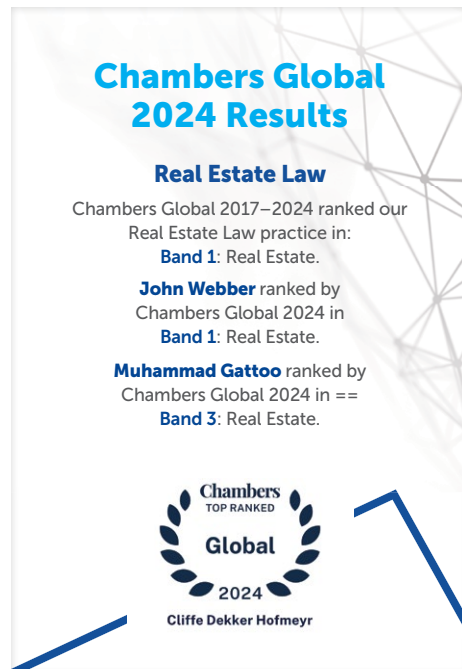 Chambers Global
2024 Results
Real Estate Law
Chambers Global 2017–2024 ranked our
Real Estate Law practice in:
Band 1: Real Estate.
John Webber ranked by
Chambers Global 2024 in
Band 1: Real Estate.
Muhammad Gattoo ranked by
Chambers Global 2024 in ==
Band 3: Real Estate.
Chambers
TOP RANKED
Global
2024
Cliffe Dekker Hofmeyr